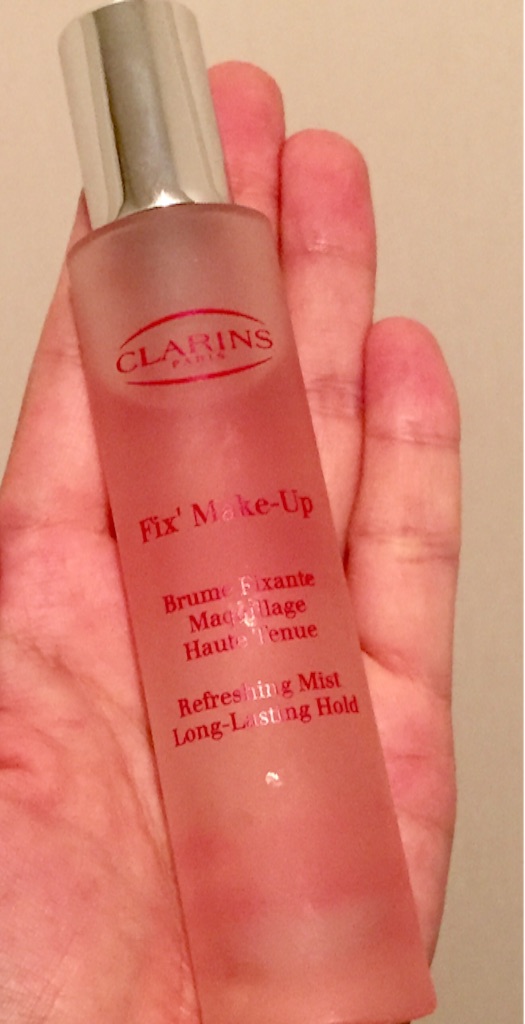 CLARINS
PARIS
Fix' Make-Up
Brume Fixante
Maquillage
Haute Tenue
Refreshing Mist
Long-Lasting Hold